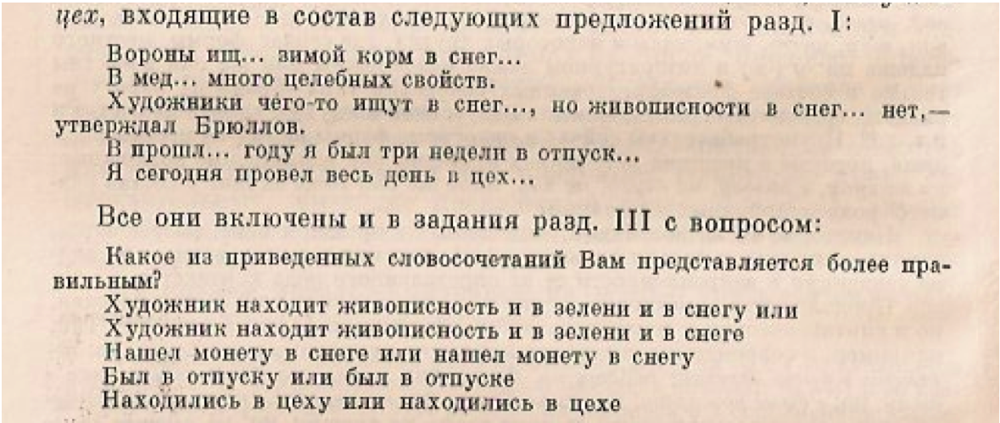 цех, входящие в состав следующих предложений разд. I:
Вороны ищ... зимой корм в снег...
В мед... много целебных свойств.
Художники чего-то ищут в снег..., но живописности в снег... нет,—
утверждал Брюллов.
В прошл... году я был три недели в отпуск...
Я сегодня провел весь день в цех...
Все они включены и в задания разд. III с вопросом:
Какое из приведенных словосочетаний Вам представляется более пра-
вильным?
Художник находит живописность и в зелени и в снегу или
Художник находит живописность и в зелени и в снеге
Нашел монету в снеге или нашел монету в снегу
Был в отпуску или был в отпуске
Находились в цеху или находились в цехе